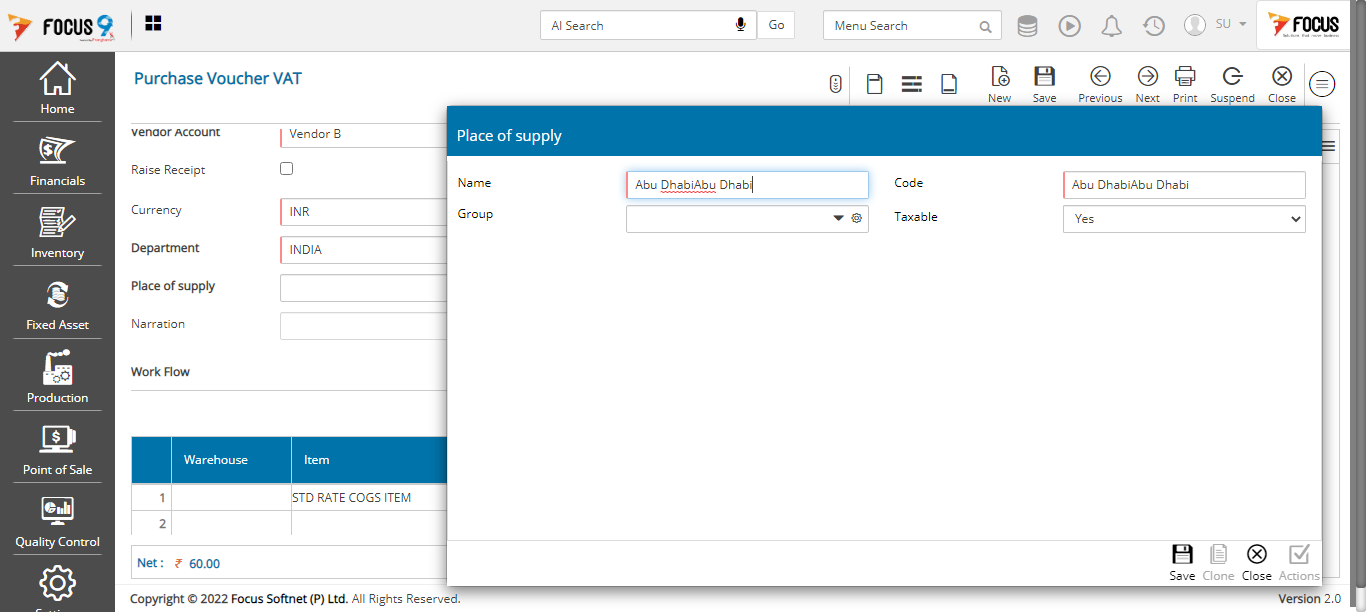 FOCUS 9
AI Search
Go
Menu Search
SU
FOCUS
Home
Financials
Inventory
Fixed Asset
Production
Point of Sale
Quality Control
Purchase Voucher VAT
New
Save
Previous
Next
Print
Suspend
Close
Vendor Account
Vendor B
Raise Receipt
Currency
INR
Department
INDIA
Place of supply
Narration
Work Flow
Warehouse
Item
1
STD RATE COGS ITEM
2
Net : ₹ 60.00
Place of supply
Name
Abu DhabiAbu Dhabi
Code
Abu DhabiAbu Dhabi
Group
Taxable
Yes
Save
Clone
Close
Actions
Copyright © 2022 Focus Softnet (P) Ltd. All Rights Reserved.
Version 2.0